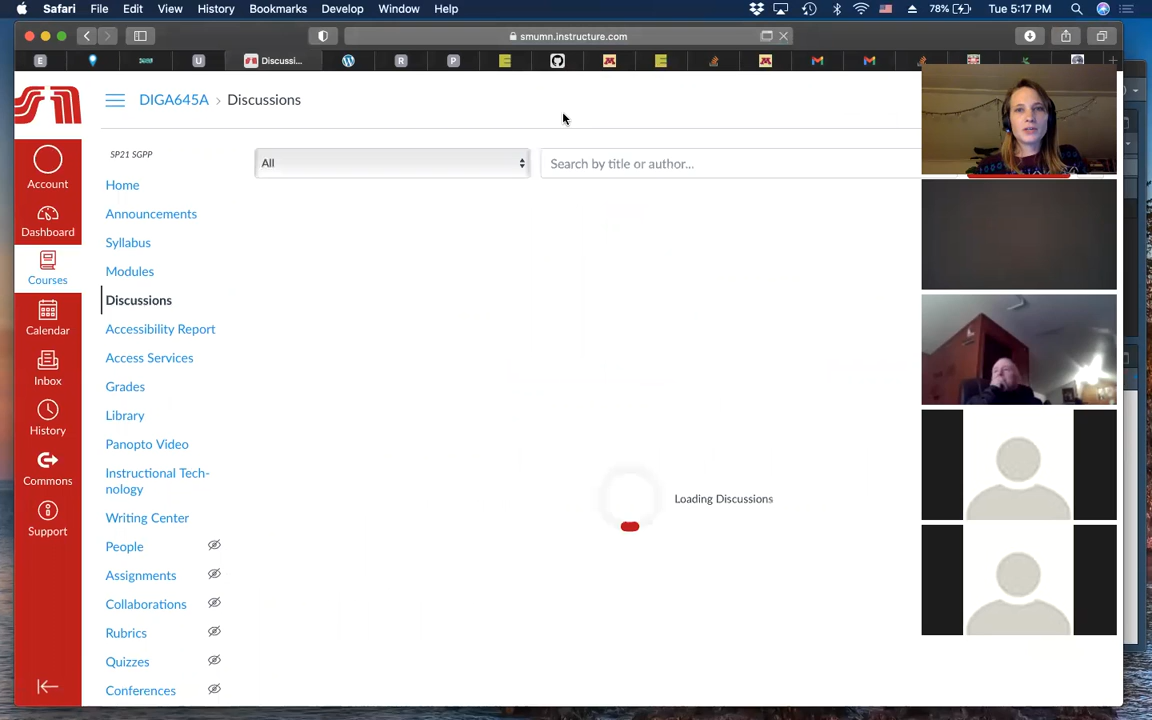 Safari File Edit View History Bookmarks Develop Window Help 78% Tue 5:17 PM
smumn.instructure.com
E U Discussi... R P
DIGA645A › Discussions
SP21 SGPP
All
Search by title or author...
Account
Dashboard
Courses
Calendar
Inbox
History
Commons
Support
Home
Announcements
Syllabus
Modules
Discussions
Accessibility Report
Access Services
Grades
Library
Panopto Video
Instructional Tech-
nology
Writing Center
People
Assignments
Collaborations
Rubrics
Quizzes
Conferences
Loading Discussions